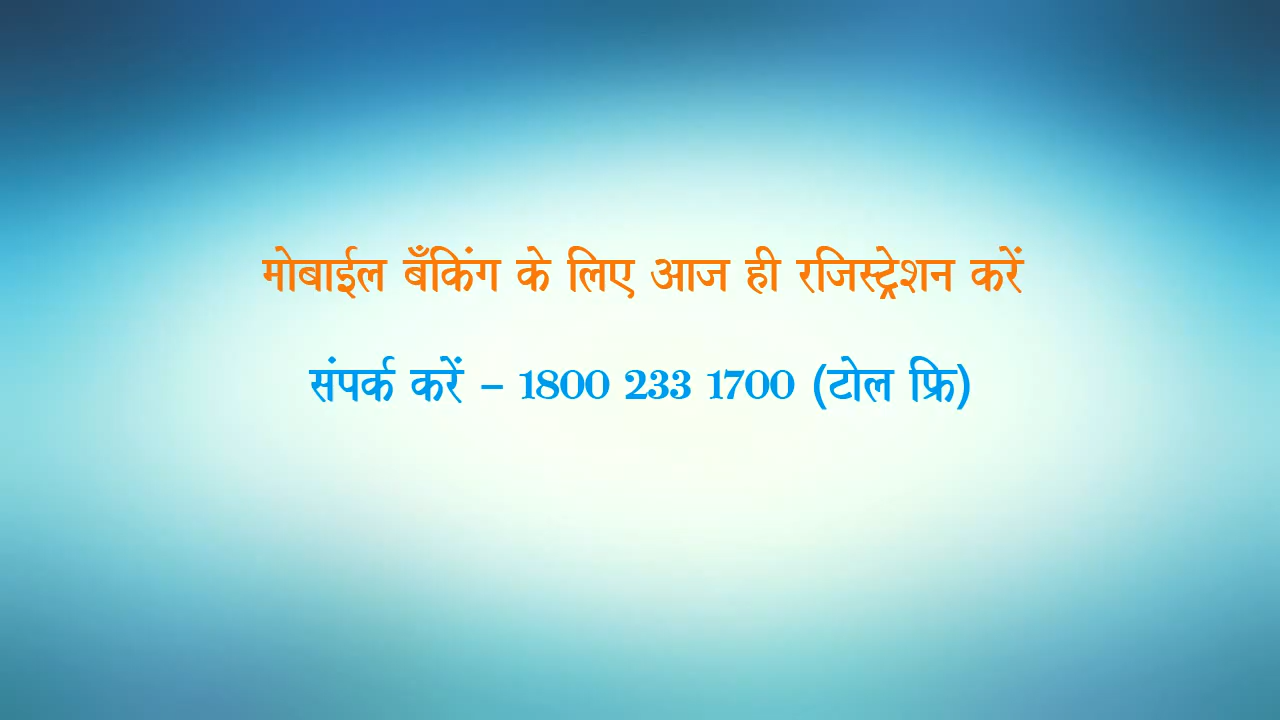 मोबाईल बँकिंग के लिए आज ही रजिस्ट्रेशन करें
संपर्क करें – 1800 233 1700 (टोल फ्रि)